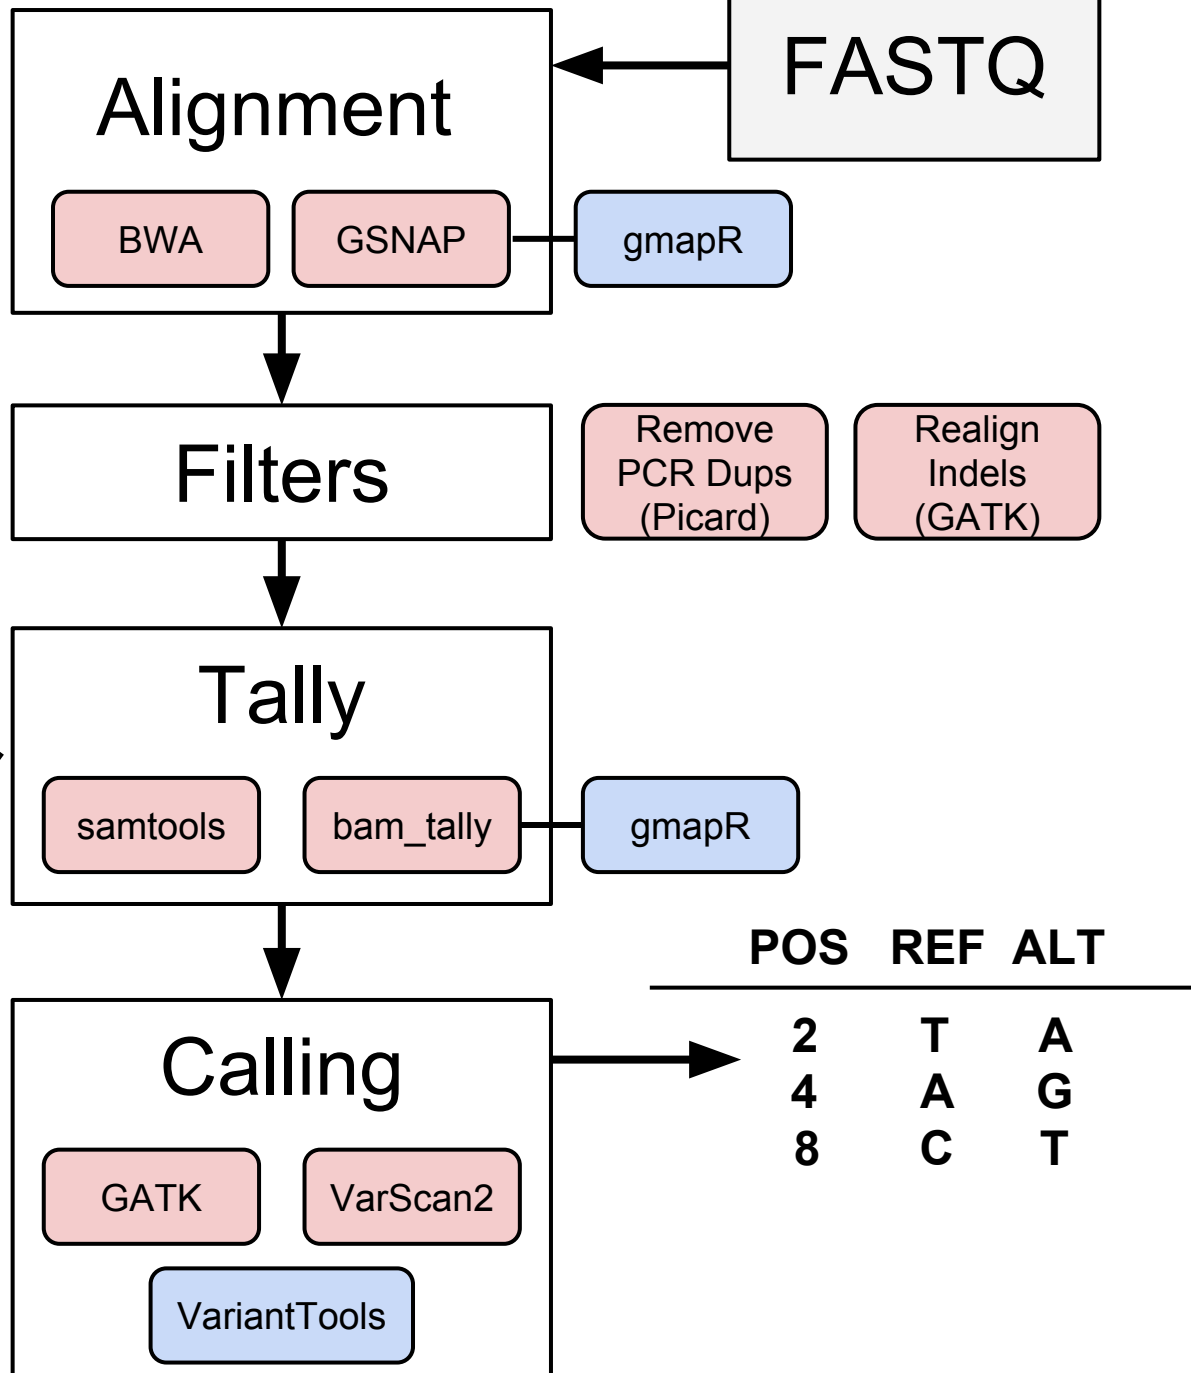 FASTQ
Alignment
BWA
GSNAP
gmapR
Filters
Remove
PCR Dups
(Picard)
Realign
Indels
(GATK)
Tally
samtools
bam_tally
gmapR
Calling
GATK
VarScan2
VariantTools
POS REF ALT
2 T A
4 A G
8 C T